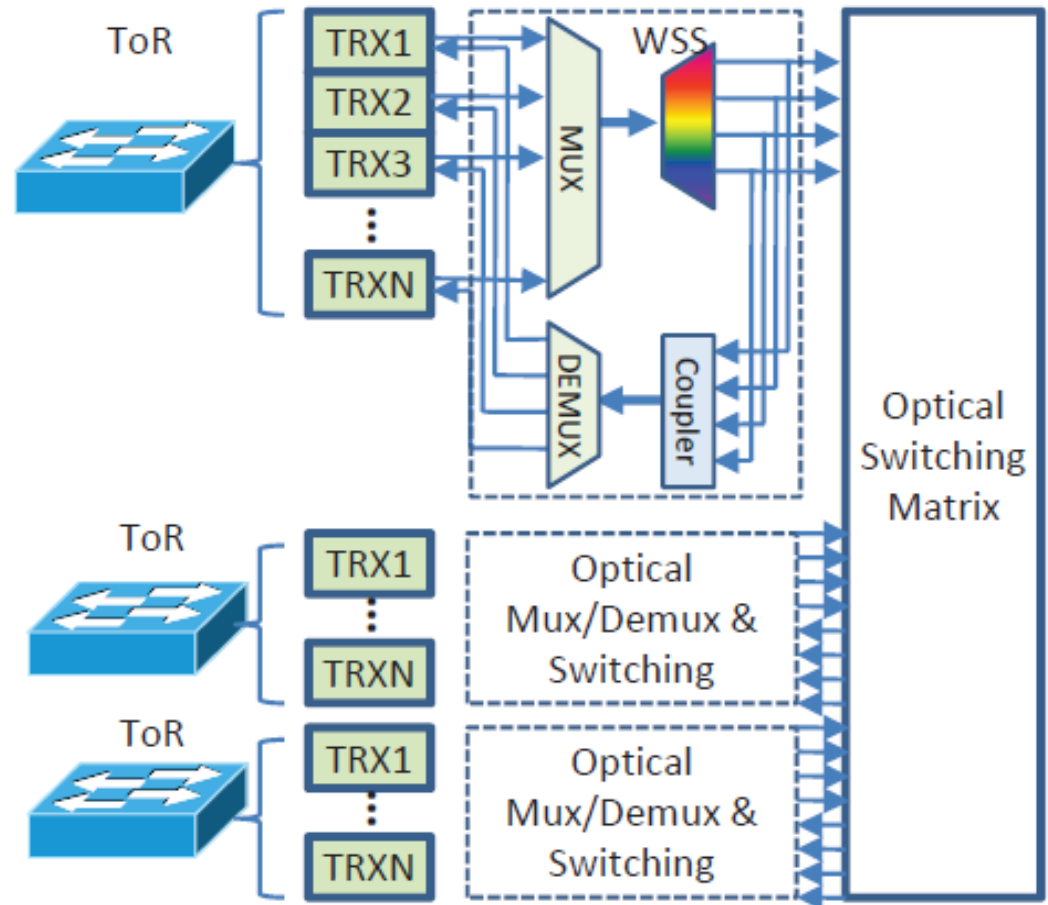 ToR
TRX1
TRX2
TRX3
TRXN
MUX
WSS
DEMUX
Coupler
Optical
Switching
Matrix
ToR
TRX1
TRXN
Optical
Mux/Demux &
Switching
ToR
TRX1
TRXN
Optical
Mux/Demux &
Switching